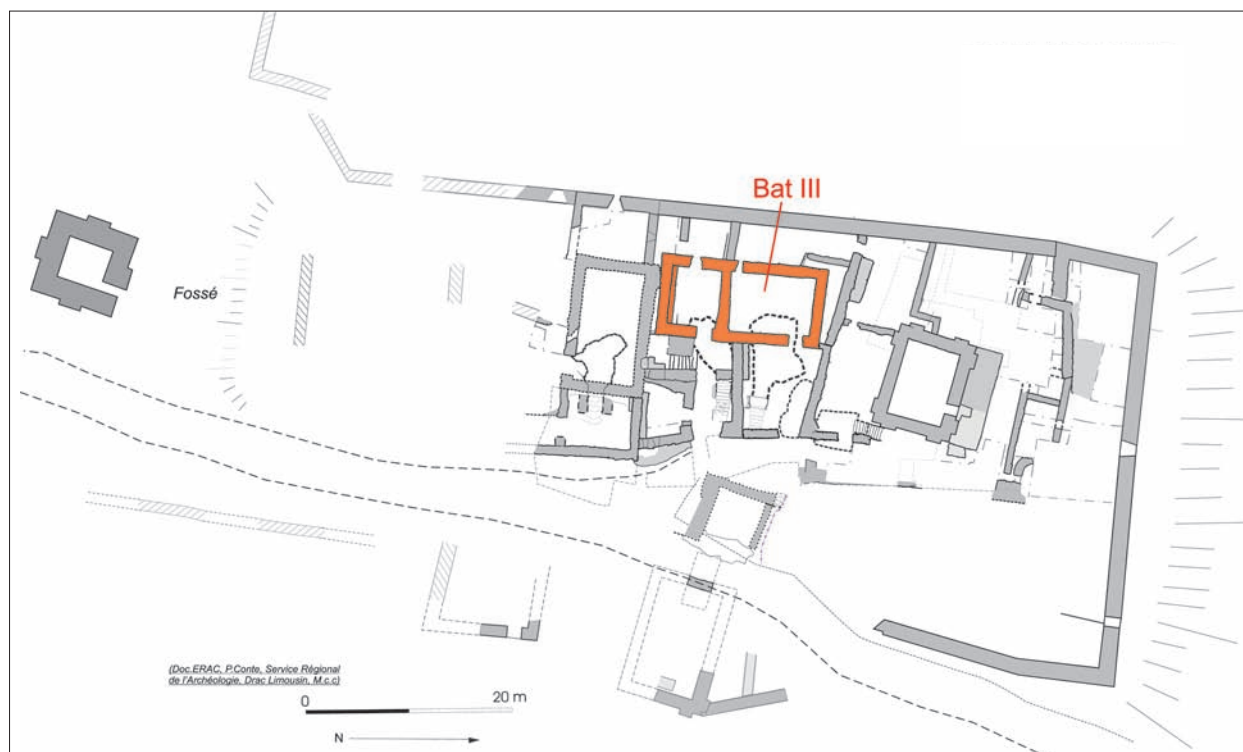 Bat III
Fossé
(Doc.ERAC, P.Conte, Service Régional
de l'Archéologie, Drac Limousin, M.c.c)
0 20 m
N